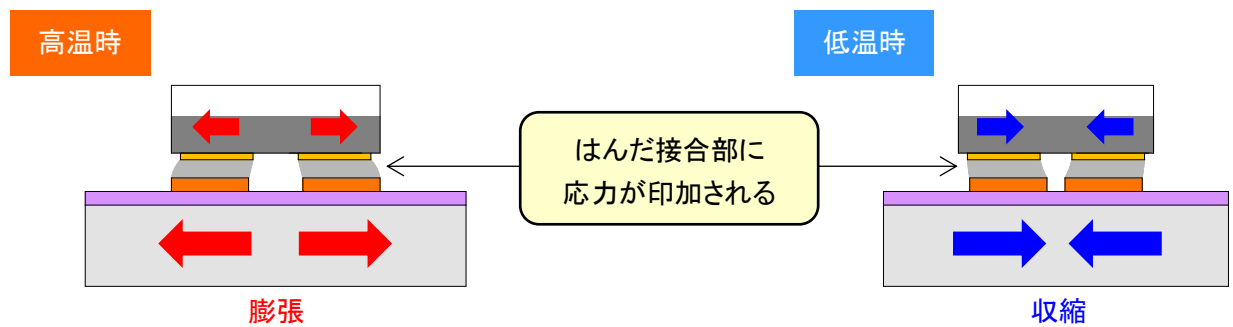 高温時
低温時
はんだ接合部に
応力が印加される
膨張
収縮